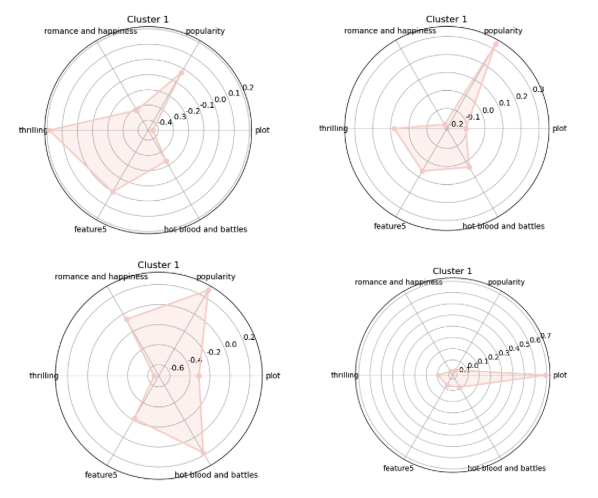 Cluster 1
romance and happiness popularity
thrilling plot
-0.4 0.3 -0.2 -0.1 0.0 0.1 0.2
feature5 hot blood and battles
Cluster 1
romance and happiness popularity
thrilling plot
-0.2 -0.1 0.0 0.1 0.2 0.3
feature5 hot blood and battles
Cluster 1
romance and happiness popularity
thrilling plot
-0.6 -0.4 -0.2 0.0 0.2
feature5 hot blood and battles
Cluster 1
romance and happiness popularity
thrilling plot
0.0 0.1 0.2 0.3 0.4 0.5 0.6 0.7
feature5 hot blood and battles